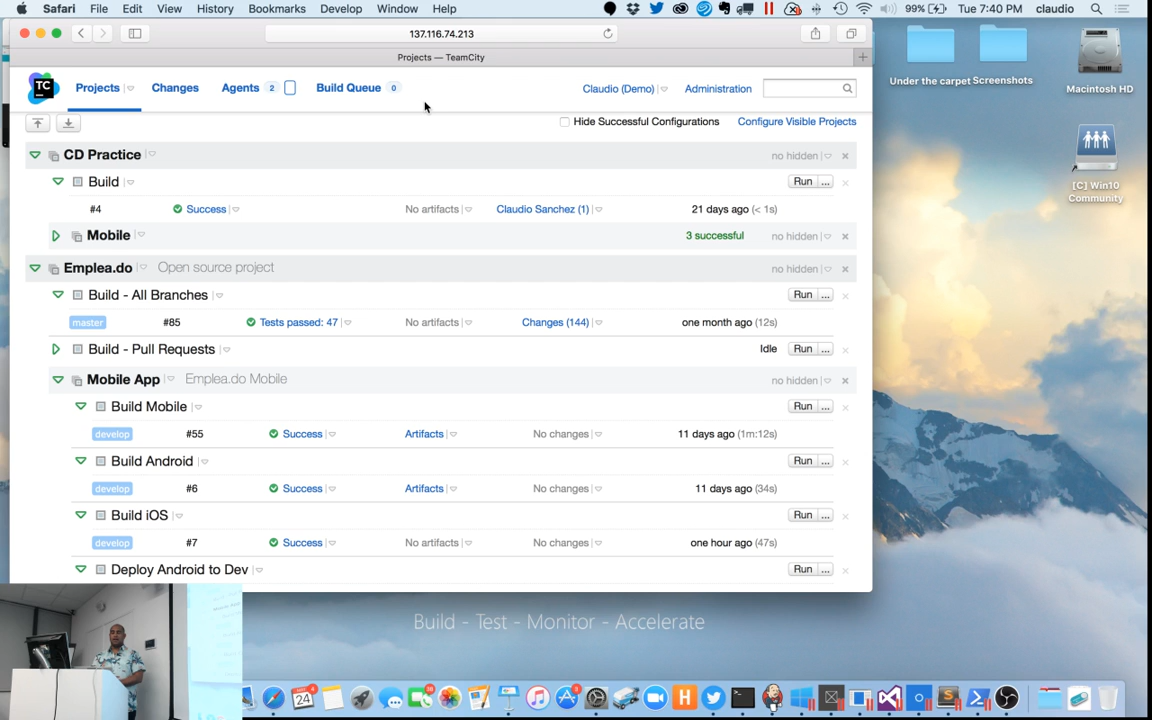 Safari File Edit View History Bookmarks Develop Window Help 99% Tue 7:40 PM claudio
137.116.74.213
Projects — TeamCity
TC Projects Changes Agents 2 Build Queue 0 Claudio (Demo) Administration
Hide Successful Configurations Configure Visible Projects
CD Practice no hidden
Build Run ...
#4 Success No artifacts Claudio Sanchez (1) 21 days ago (< 1s)
Mobile 3 successful no hidden
Emplea.do Open source project no hidden
Build - All Branches Run ...
master #85 Tests passed: 47 No artifacts Changes (144) one month ago (12s)
Build - Pull Requests Idle Run ...
Mobile App Emplea.do Mobile no hidden
Build Mobile Run ...
develop #55 Success Artifacts No changes 11 days ago (1m:12s)
Build Android Run ...
develop #6 Success Artifacts No changes 11 days ago (34s)
Build iOS Run ...
develop #7 Success No artifacts No changes one hour ago (47s)
Deploy Android to Dev Run ...
Under the carpet Screenshots
Macintosh HD
[C] Win10
Community
Build - Test - Monitor - Accelerate
24
H